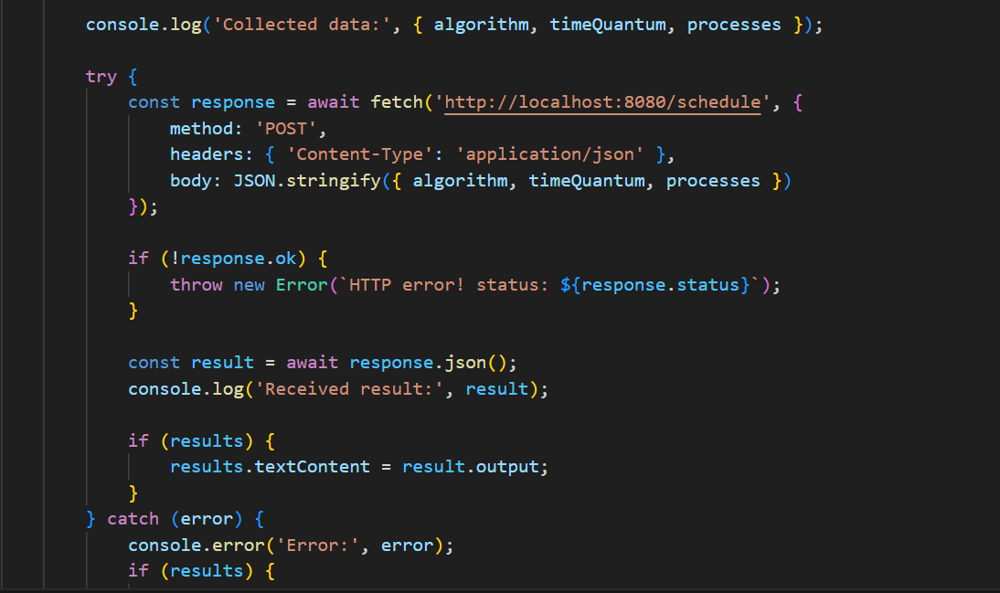 console.log('Collected data:', { algorithm, timeQuantum, processes });
try {
const response = await fetch('http://localhost:8080/schedule', {
method: 'POST',
headers: { 'Content-Type': 'application/json' },
body: JSON.stringify({ algorithm, timeQuantum, processes })
});
if (!response.ok) {
throw new Error(`HTTP error! status: ${response.status}`);
}
const result = await response.json();
console.log('Received result:', result);
if (results) {
results.textContent = result.output;
}
} catch (error) {
console.error('Error:', error);
if (results) {